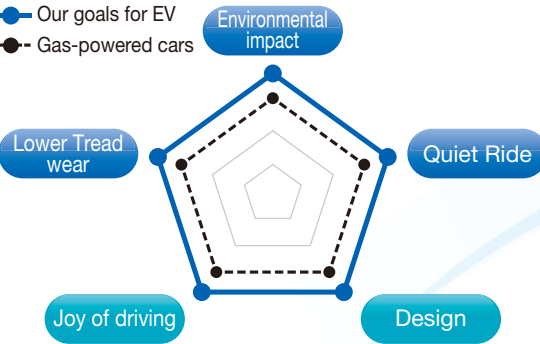 Our goals for EV
Gas-powered cars
Environmental
impact
Lower Tread
wear
Quiet Ride
Joy of driving
Design